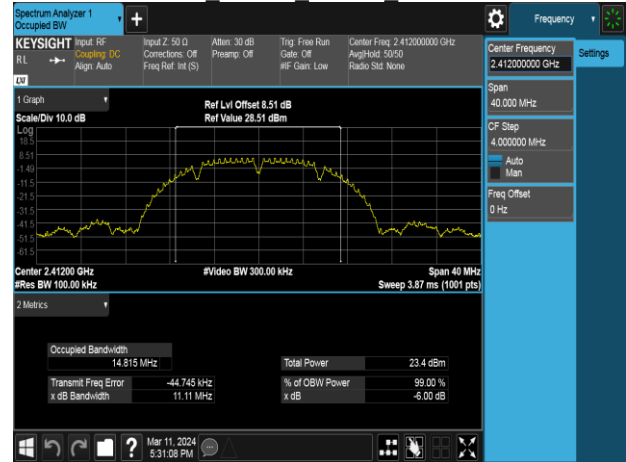 Spectrum Analyzer 1
Occupied BW
Frequency
KEYSIGHT
RL
LXI
Input: RF
Coupling: DC
Align: Auto
Input Z: 50 Ω
Corrections: Off
Freq Ref: Int (S)
Atten: 30 dB
Preamp: Off
Trig: Free Run
Gate: Off
#IF Gain: Low
Center Freq: 2.412000000 GHz
Avg|Hold: 50/50
Radio Std: None
1 Graph
Scale/Div 10.0 dB
Ref Lvl Offset 8.51 dB
Ref Value 28.51 dBm
Log
18.5
8.51
-1.49
-11.5
-21.5
-31.5
-41.5
-51.5
-61.5
Center 2.41200 GHz
#Res BW 100.00 kHz
#Video BW 300.00 kHz
Span 40 MHz
Sweep 3.87 ms (1001 pts)
2 Metrics
Occupied Bandwidth
14.815 MHz
Transmit Freq Error -44.745 kHz
x dB Bandwidth 11.11 MHz
Total Power 23.4 dBm
% of OBW Power 99.00 %
x dB -6.00 dB
Center Frequency
2.412000000 GHz
Settings
Span
40.000 MHz
CF Step
4.000000 MHz
Auto
Man
Freq Offset
0 Hz
?
Mar 11, 2024
5:31:08 PM